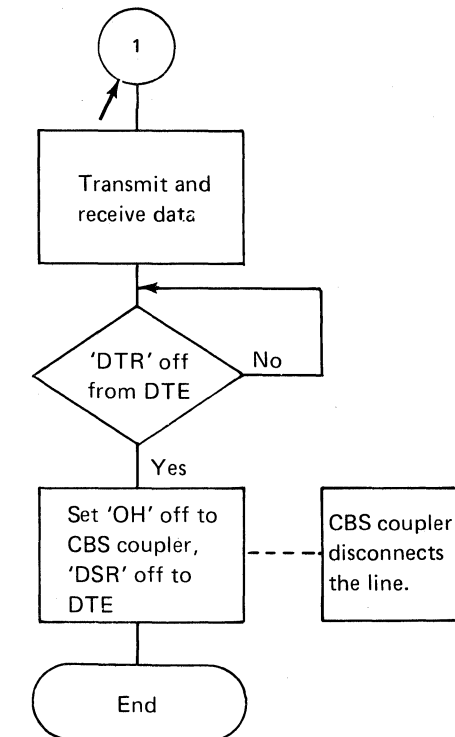 1
Transmit and
receive data
'DTR' off
from DTE
No
Yes
Set 'OH' off to
CBS coupler,
'DSR' off to
DTE
CBS coupler
disconnects
the line.
End